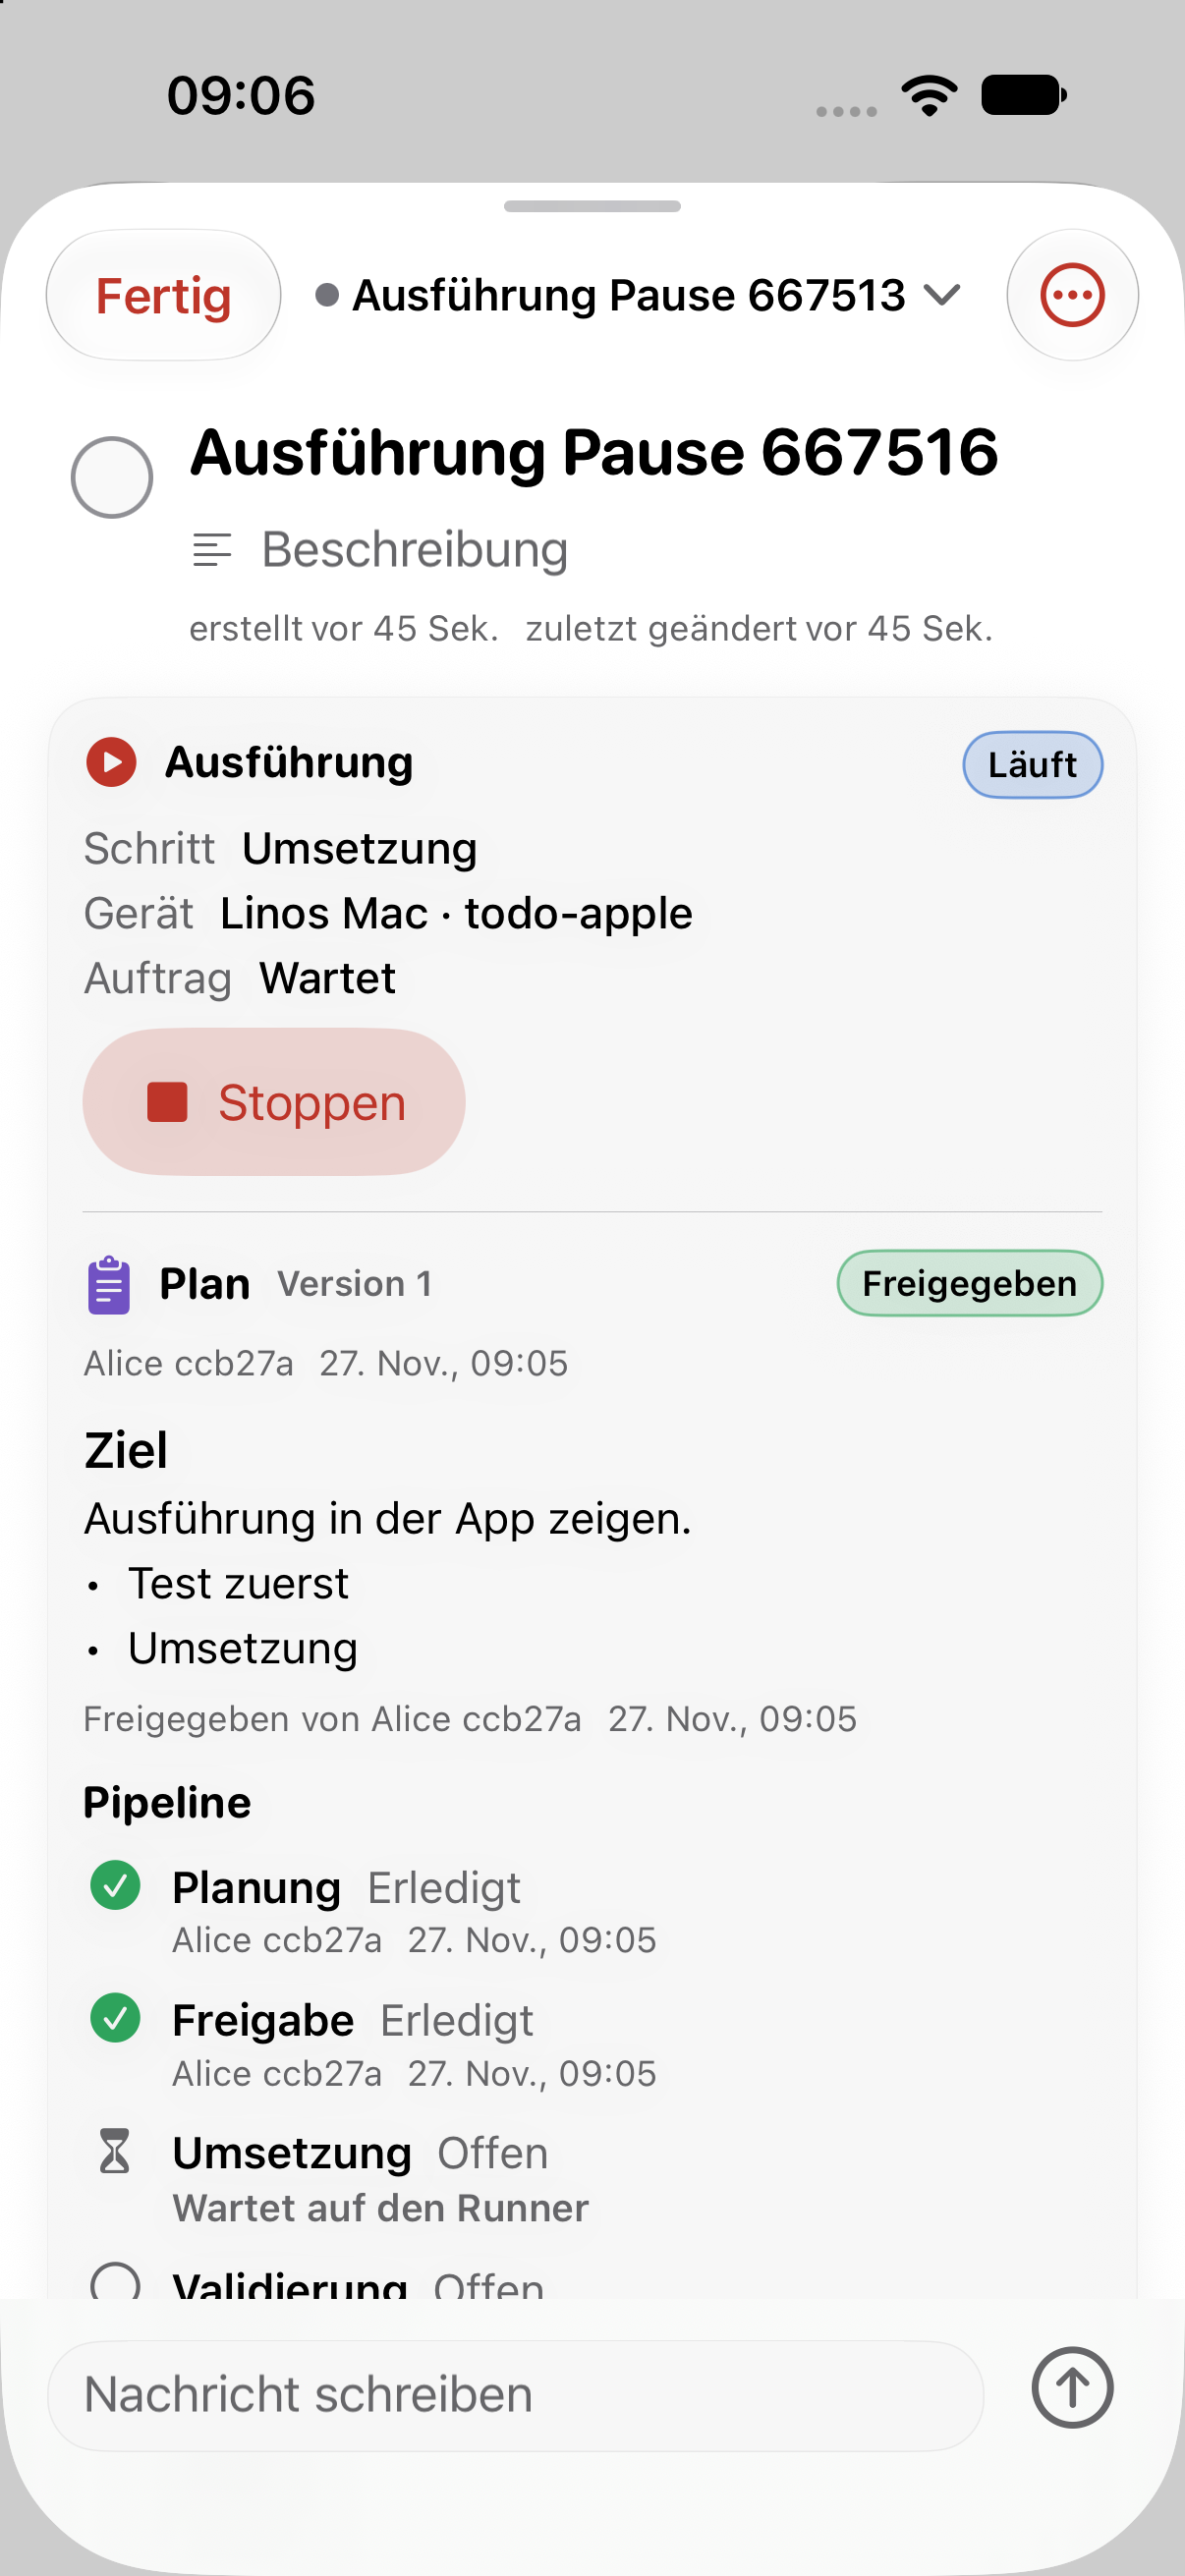 09:06
Fertig
Ausführung Pause 667513
Ausführung Pause 667516
Beschreibung
erstellt vor 45 Sek. zuletzt geändert vor 45 Sek.
Ausführung
Läuft
Schritt Umsetzung
Gerät Linos Mac · todo-apple
Auftrag Wartet
Stoppen
Plan Version 1
Freigegeben
Alice ccb27a 27. Nov., 09:05
Ziel
Ausführung in der App zeigen.
• Test zuerst
• Umsetzung
Freigegeben von Alice ccb27a 27. Nov., 09:05
Pipeline
Planung Erledigt
Alice ccb27a 27. Nov., 09:05
Freigabe Erledigt
Alice ccb27a 27. Nov., 09:05
Umsetzung Offen
Wartet auf den Runner
Validierung Offen
Nachricht schreiben